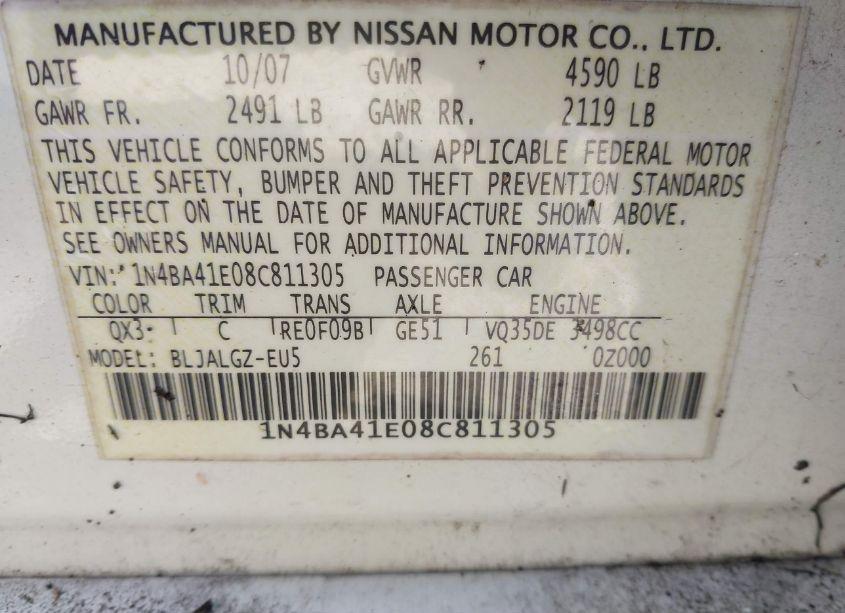 MANUFACTURED BY NISSAN MOTOR CO., LTD.
DATE 10/07 GVWR 4590 LB
GAWR FR. 2491 LB GAWR RR. 2119 LB
THIS VEHICLE CONFORMS TO ALL APPLICABLE FEDERAL MOTOR
VEHICLE SAFETY, BUMPER AND THEFT PREVENTION STANDARDS
IN EFFECT ON THE DATE OF MANUFACTURE SHOWN ABOVE.
SEE OWNERS MANUAL FOR ADDITIONAL INFORMATION.
VIN: 1N4BA41E08C811305 PASSENGER CAR
COLOR TRIM TRANS AXLE ENGINE
QX3 C RE0F09B GE51 VQ35DE 3498CC
MODEL: BLJALGZ-EU5 261 0Z000
1N4BA41E08C811305